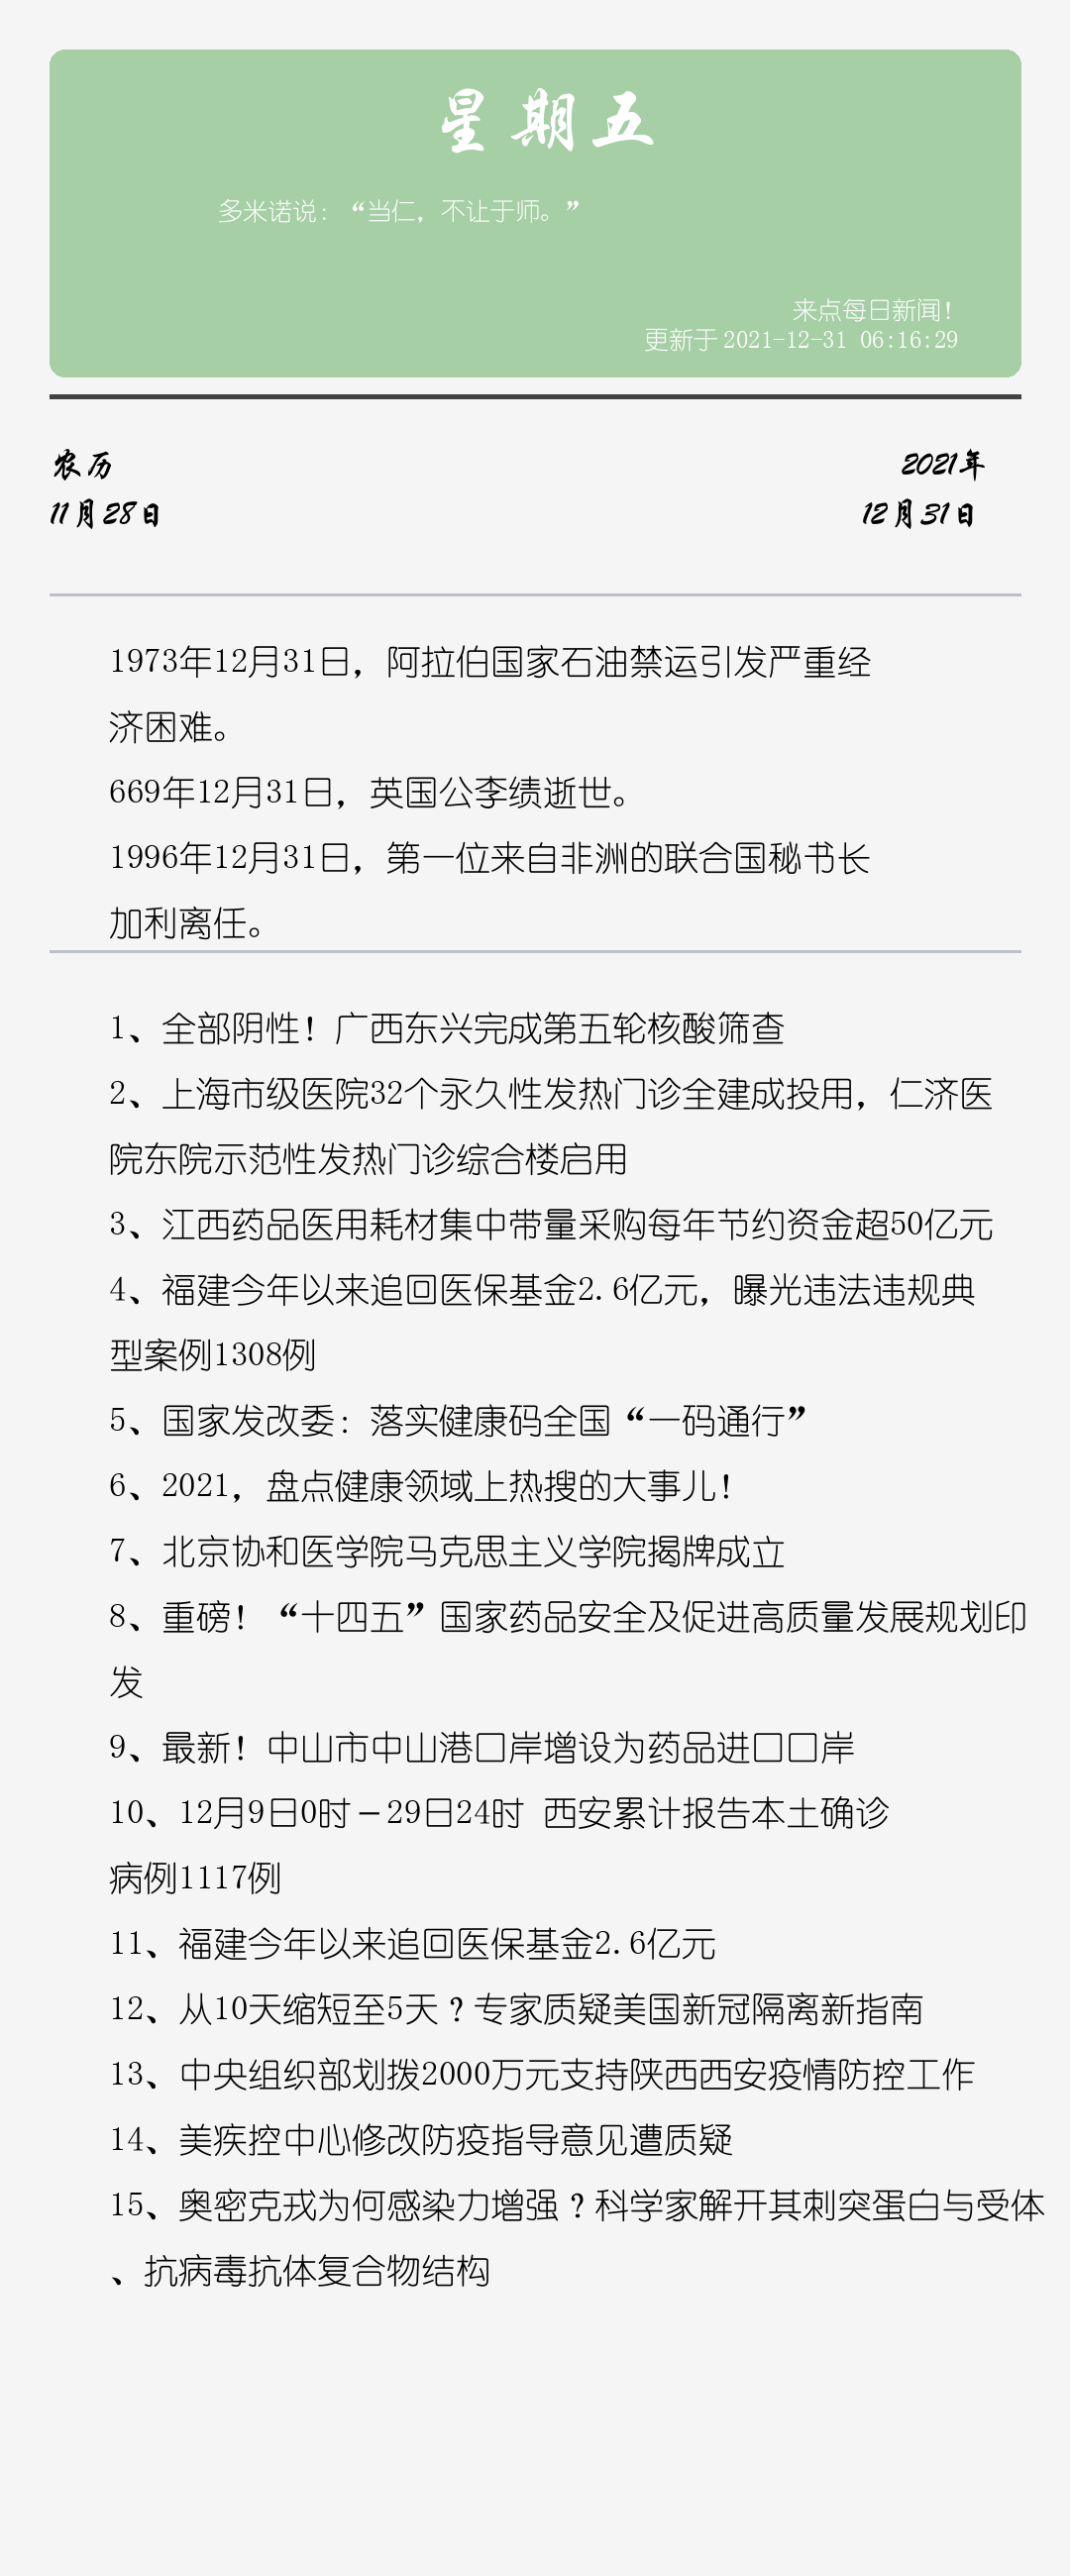 星期五
多米诺说：“当仁，不让于师。”
来点每日新闻！
更新于 2021-12-31 06:16:29
农历
2021年
11月28日
12月31日
1973年12月31日，阿拉伯国家石油禁运引发严重经
济困难。
669年12月31日，英国公李绩逝世。
1996年12月31日，第一位来自非洲的联合国秘书长
加利离任。
1、全部阴性！广西东兴完成第五轮核酸筛查
2、上海市级医院32个永久性发热门诊全建成投用，仁济医
院东院示范性发热门诊综合楼启用
3、江西药品医用耗材集中带量采购每年节约资金超50亿元
4、福建今年以来追回医保基金2.6亿元，曝光违法违规典
型案例1308例
5、国家发改委：落实健康码全国“一码通行”
6、2021，盘点健康领域上热搜的大事儿！
7、北京协和医学院马克思主义学院揭牌成立
8、重磅！“十四五”国家药品安全及促进高质量发展规划印
发
9、最新！中山市中山港口岸增设为药品进口口岸
10、12月9日0时－29日24时 西安累计报告本土确诊
病例1117例
11、福建今年以来追回医保基金2.6亿元
12、从10天缩短至5天？专家质疑美国新冠隔离新指南
13、中央组织部划拨2000万元支持陕西西安疫情防控工作
14、美疾控中心修改防疫指导意见遭质疑
15、奥密克戎为何感染力增强？科学家解开其刺突蛋白与受体
、抗病毒抗体复合物结构